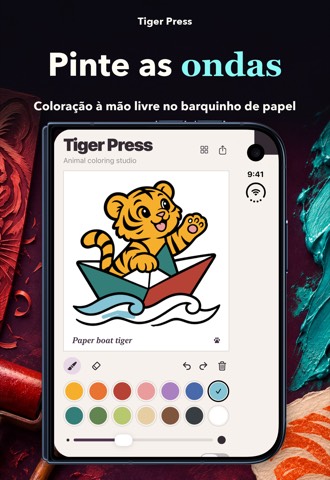 Tiger Press
Pinte as ondas
Coloração à mão livre no barquinho de papel
Tiger Press
Animal coloring studio
9:41
Paper boat tiger